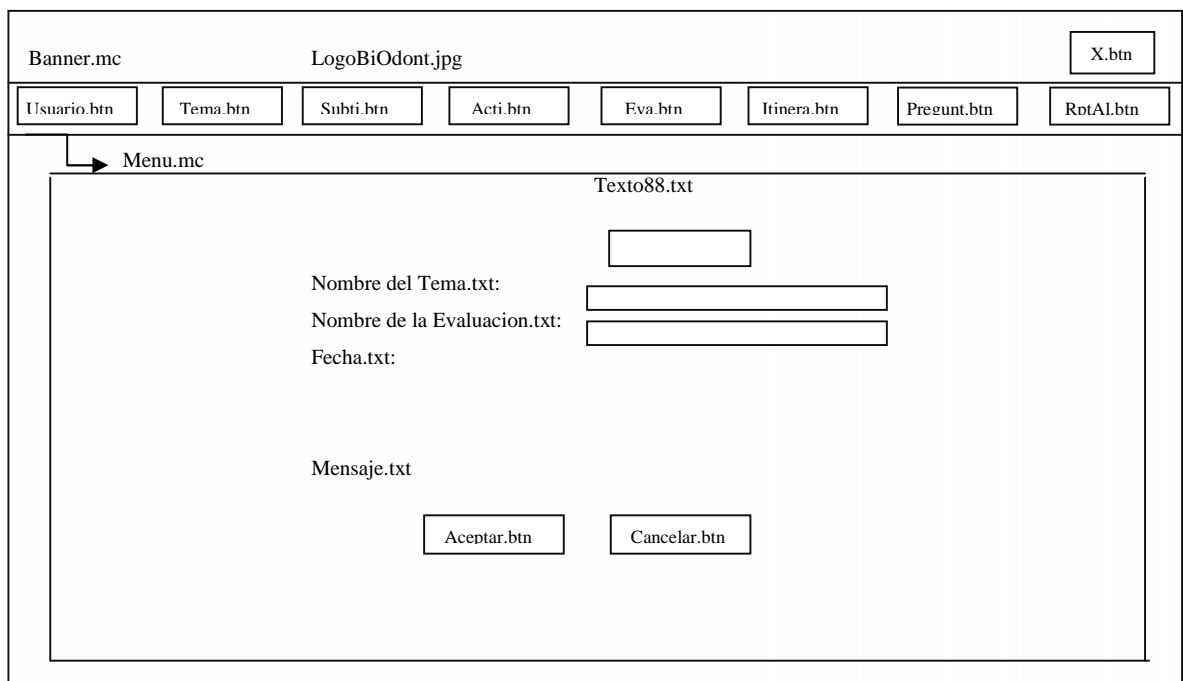 Banner.mc LogoBiOdont.jpg X.btn
Usuario.btn Tema.btn Subti.btn Acti.btn Eva.btn Itinera.btn Pregunt.btn RptAl.btn
Menu.mc
Texto88.txt
Nombre del Tema.txt:
Nombre de la Evaluacion.txt:
Fecha.txt:
Mensaje.txt
Aceptar.btn Cancelar.btn